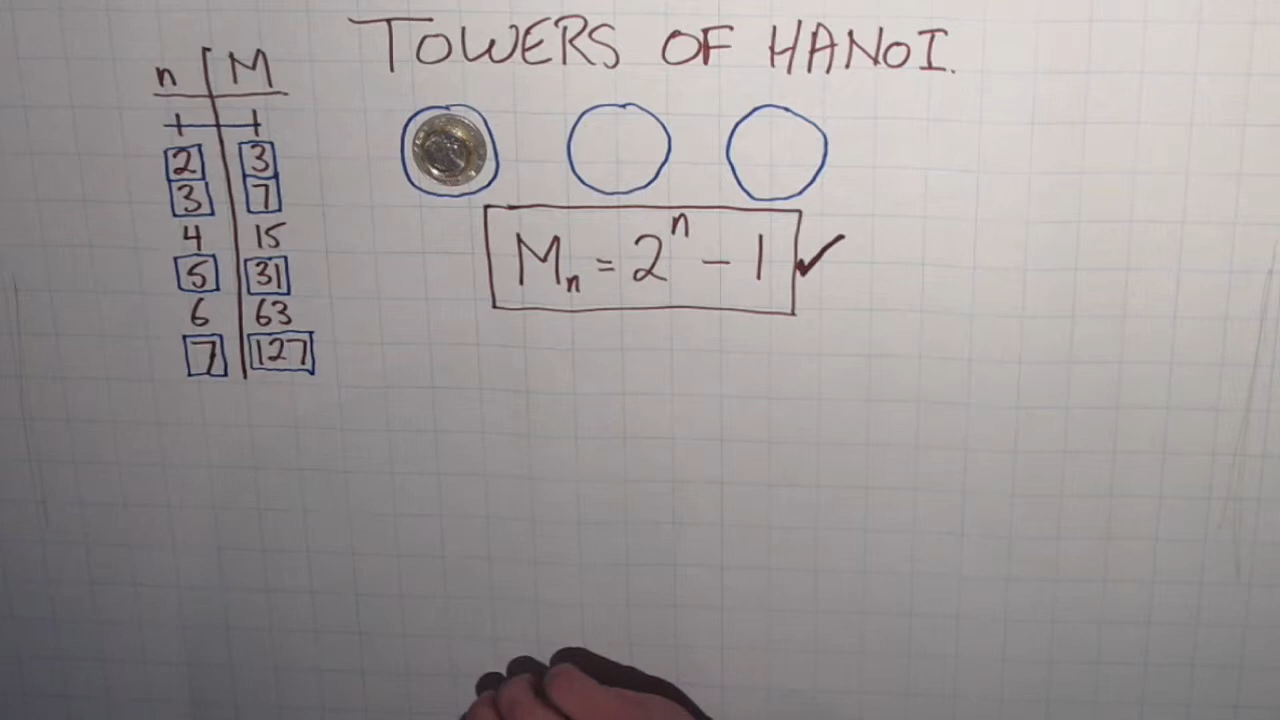 TOWERS OF HANOI.
n M
1 1
2 3
3 7
4 15
5 31
6 63
7 127
Mₙ = 2ⁿ - 1 ✓